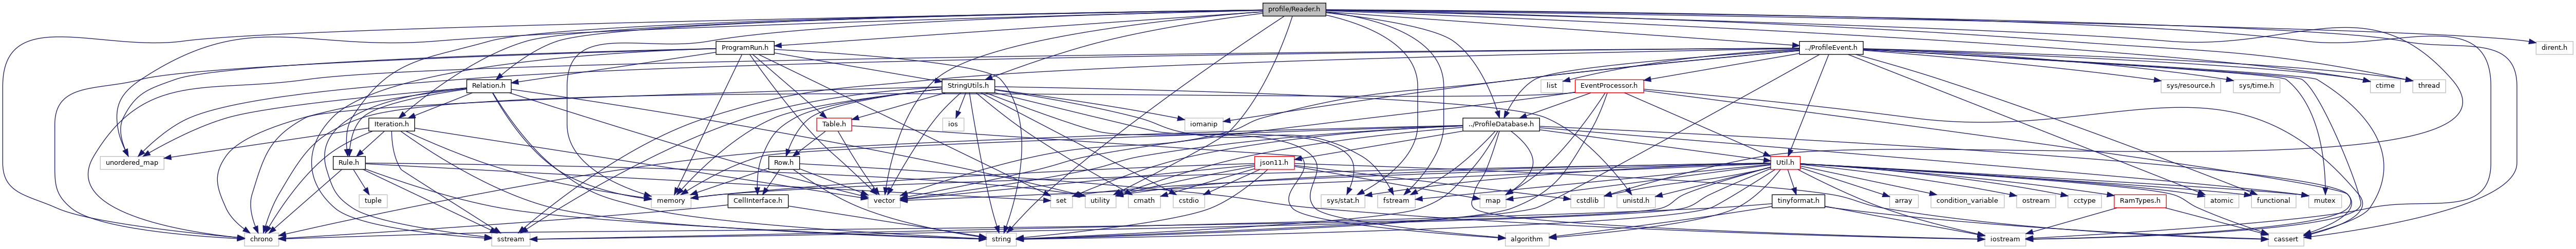 profile/Reader.h
ProgramRun.h
../ProfileEvent.h
dirent.h
Relation.h
StringUtils.h
list
EventProcessor.h
sys/resource.h
sys/time.h
ctime
thread
Iteration.h
Table.h
ios
iomanip
../ProfileDatabase.h
unordered_map
Rule.h
Row.h
json11.h
Util.h
tuple
memory
CellInterface.h
vector
set
utility
cmath
cstdio
sys/stat.h
fstream
map
cstdlib
unistd.h
tinyformat.h
array
condition_variable
ostream
cctype
RamTypes.h
atomic
functional
mutex
chrono
sstream
string
algorithm
iostream
cassert